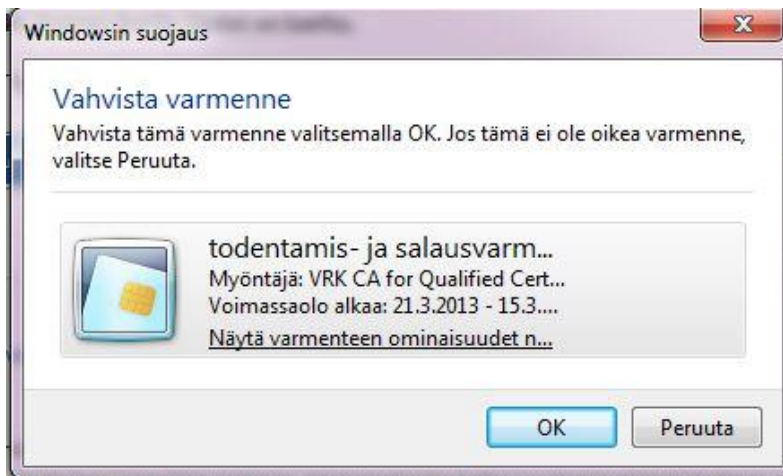 Windowsin suojaus
Vahvista varmenne
Vahvista tämä varmenne valitsemalla OK. Jos tämä ei ole oikea varmenne,
valitse Peruuta.
todentamis- ja salausvarm...
Myöntäjä: VRK CA for Qualified Cert...
Voimassaolo alkaa: 21.3.2013 - 15.3....
Näytä varmenteen ominaisuudet n...
OK
Peruuta